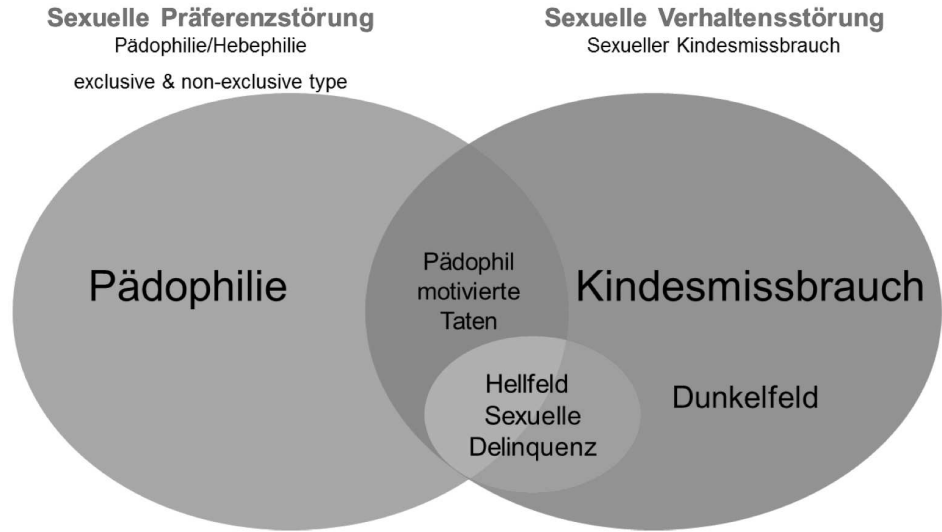 Sexuelle Präferenzstörung
Pädophilie/Hebephilie
exclusive & non-exclusive type
Sexuelle Verhaltensstörung
Sexueller Kindesmissbrauch
Pädophilie
Pädophil
motivierte
Taten
Kindesmissbrauch
Hellfeld
Sexuelle
Delinquenz
Dunkelfeld